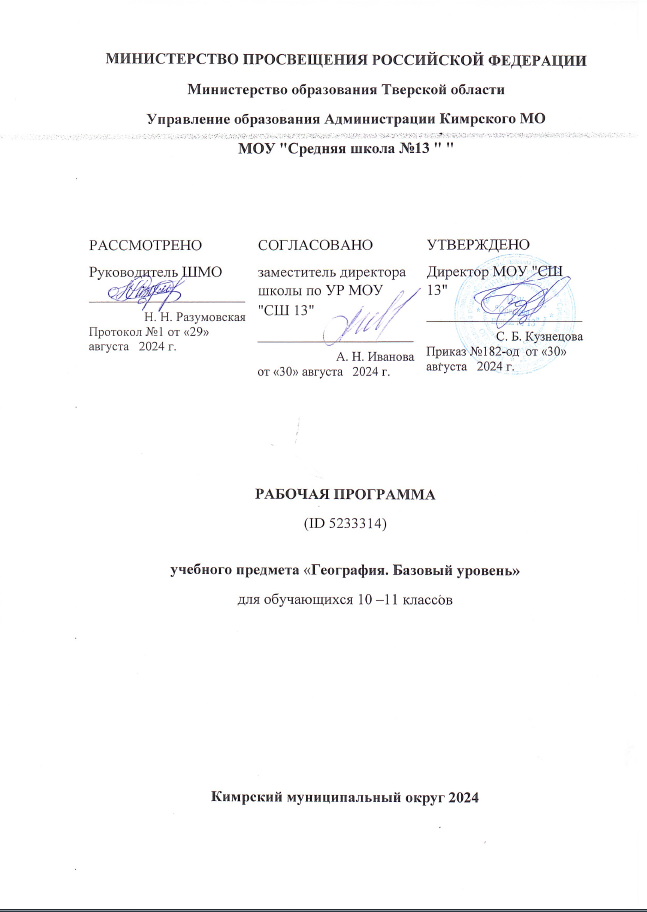 МИНИСТЕРСТВО ПРОСВЕЩЕНИЯ РОССИЙСКОЙ ФЕДЕРАЦИИ
Министерство образования Тверской области
Управление образования Администрации Кимрского МО
МОУ "Средняя школа №13 " "
РАССМОТРЕНО
Руководитель ШМО
Н. Н. Разумовская
Протокол №1 от «29»
августа 2024 г.
СОГЛАСОВАНО
заместитель директора
школы по УР МОУ
"СШ 13"
А. Н. Иванова
от «30» августа 2024 г.
УТВЕРЖДЕНО
Директор МОУ "СШ
13"
С. Б. Кузнецова
Приказ №182-од от «30»
августа 2024 г.
РАБОЧАЯ ПРОГРАММА
(ID 5233314)
учебного предмета «География. Базовый уровень»
для обучающихся 10 –11 классов
Кимрский муниципальный округ 2024